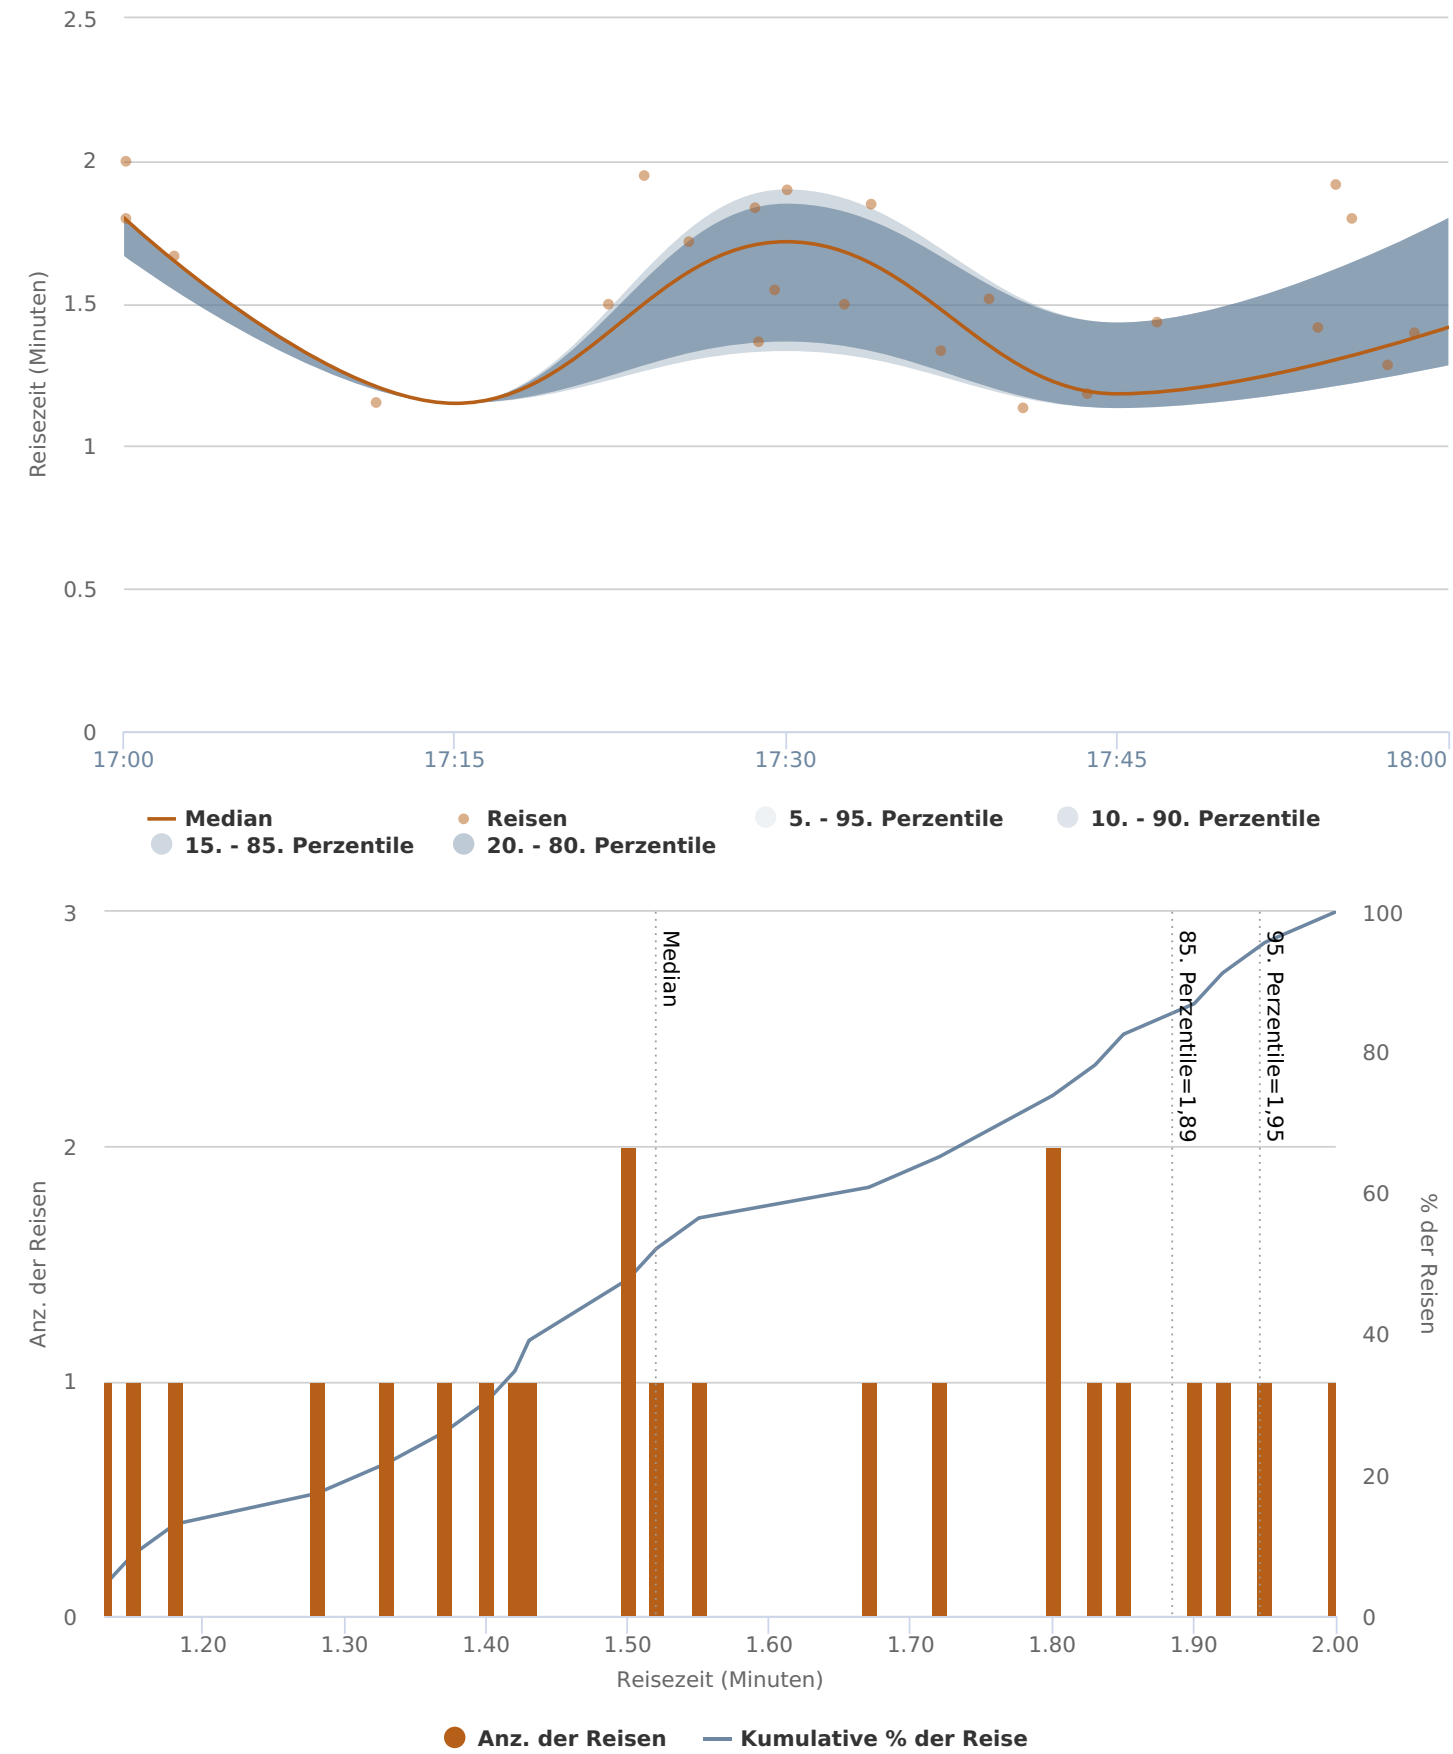 2.5
2
1.5
1
0.5
0
Reisezeit (Minuten)
17:00 17:15 17:30 17:45 18:00
Median Reisen 5. - 95. Perzentile 10. - 90. Perzentile
15. - 85. Perzentile 20. - 80. Perzentile
3
2
1
0
Anz. der Reisen
Median
85. Perzentile=1,89
95. Perzentile=1,95
100
80
60
40
20
0
% der Reisen
1.20 1.30 1.40 1.50 1.60 1.70 1.80 1.90 2.00
Reisezeit (Minuten)
Anz. der Reisen Kumulative % der Reise